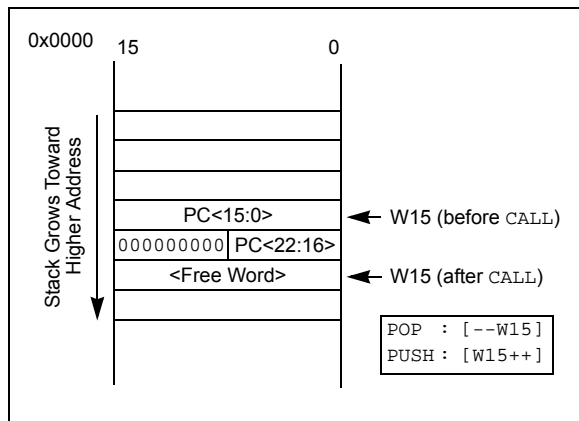 0x0000
15 0
Stack Grows Toward
Higher Address
PC<15:0>
W15 (before CALL)
000000000 PC<22:16>
<Free Word>
W15 (after CALL)
POP : [--W15]
PUSH : [W15++]